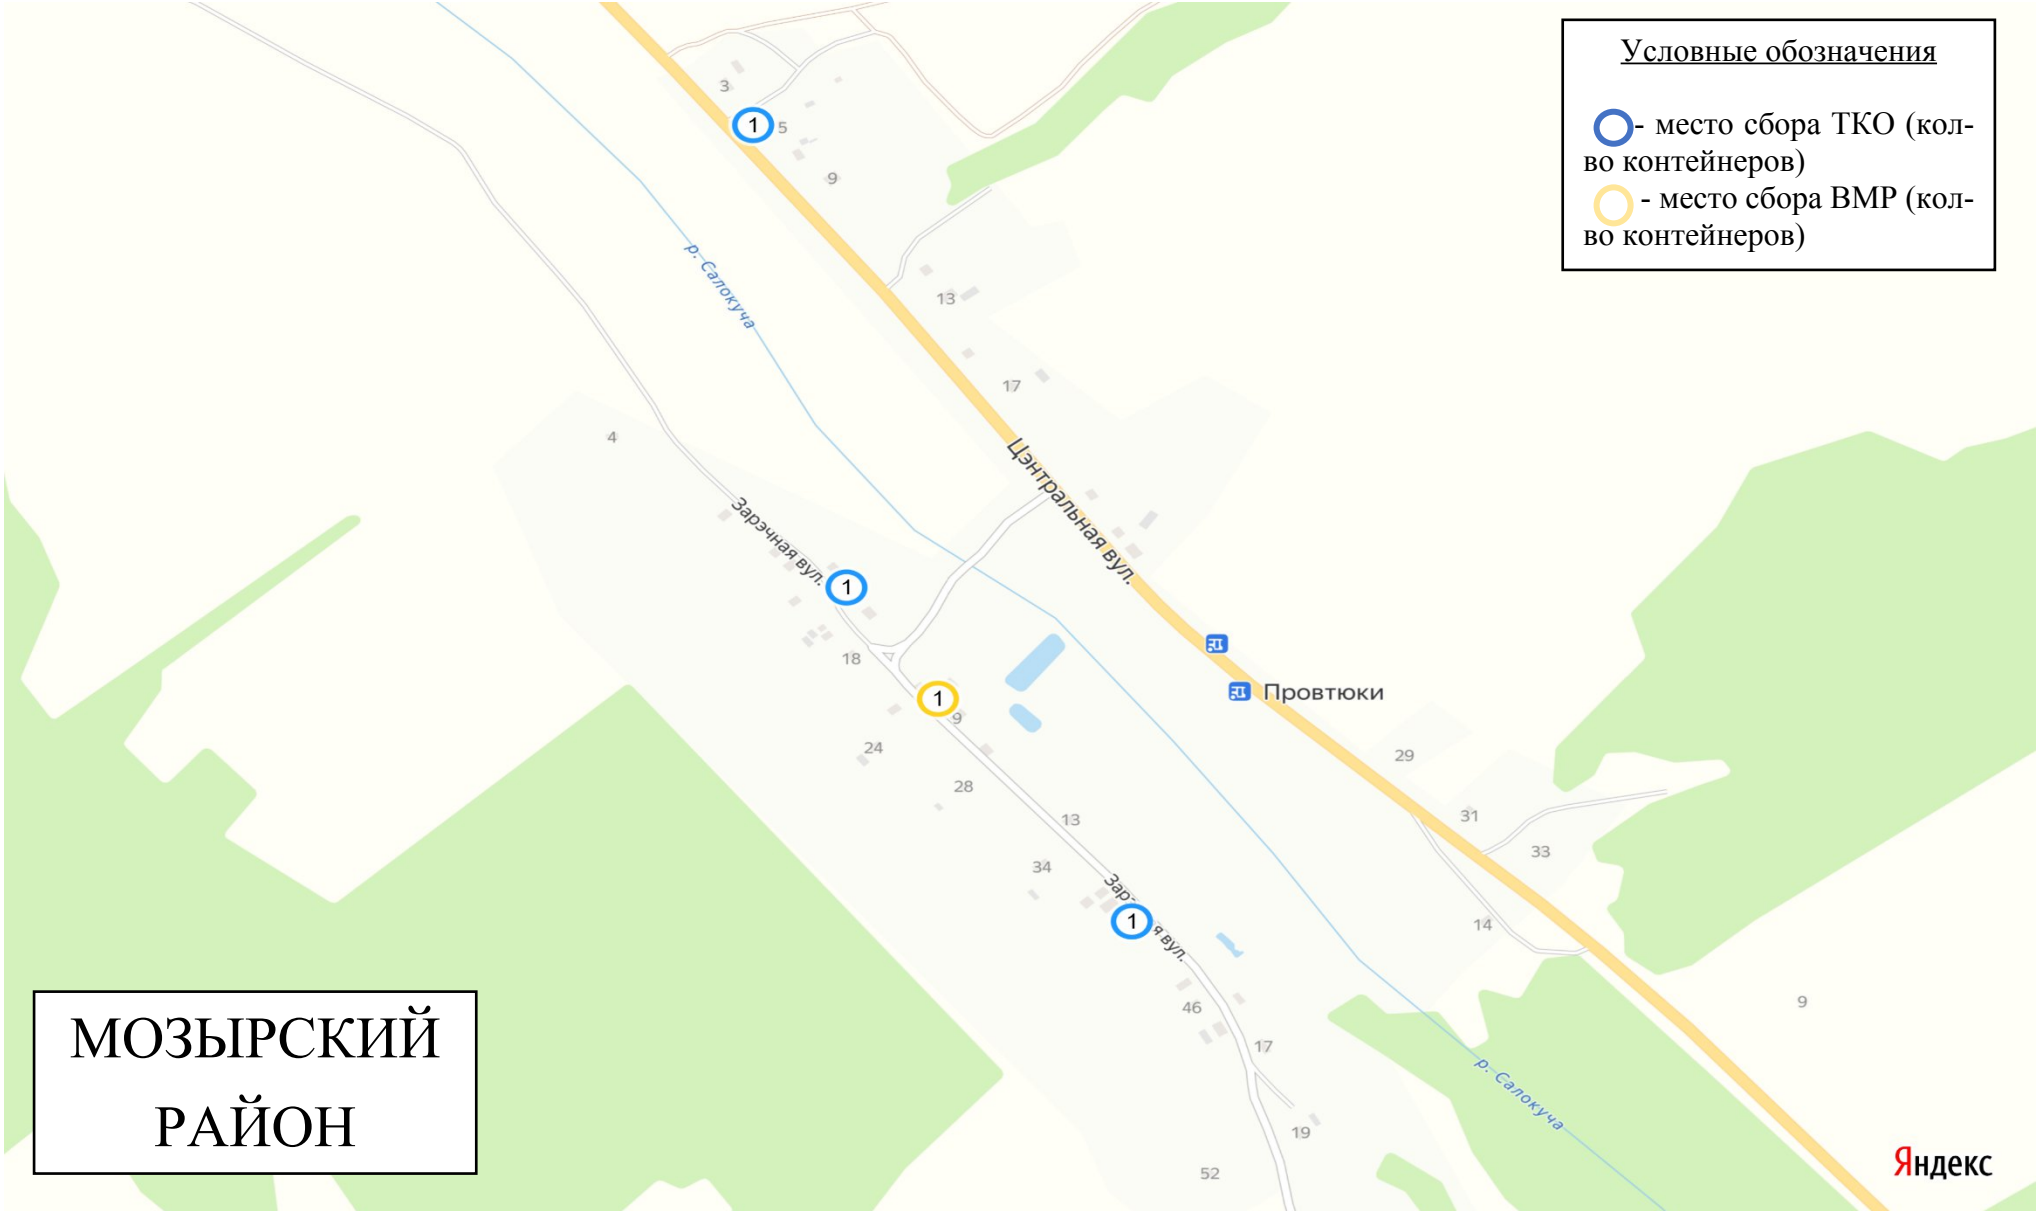 Условные обозначения
- место сбора ТКО (кол-
во контейнеров)
- место сбора ВМР (кол-
во контейнеров)
3
1
5
9
р. Салокуча
13
17
4
Цэнтральная вул.
Зарэчная вул.
1
18
1
9
Провтюки
24
28
29
13
31
33
34
1
я вул.
14
46
9
17
р. Салокуча
19
52
МОЗЫРСКИЙ
РАЙОН
Яндекс